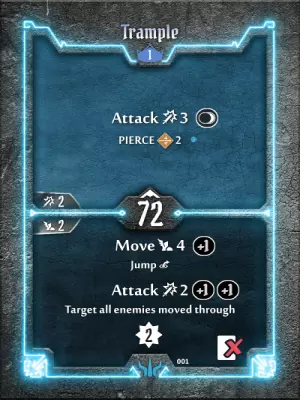 Trample
1
Attack 3
PIERCE 2
2
72
2
Move 4 +1
Jump
Attack 2 +1 +1
Target all enemies moved through
2
001